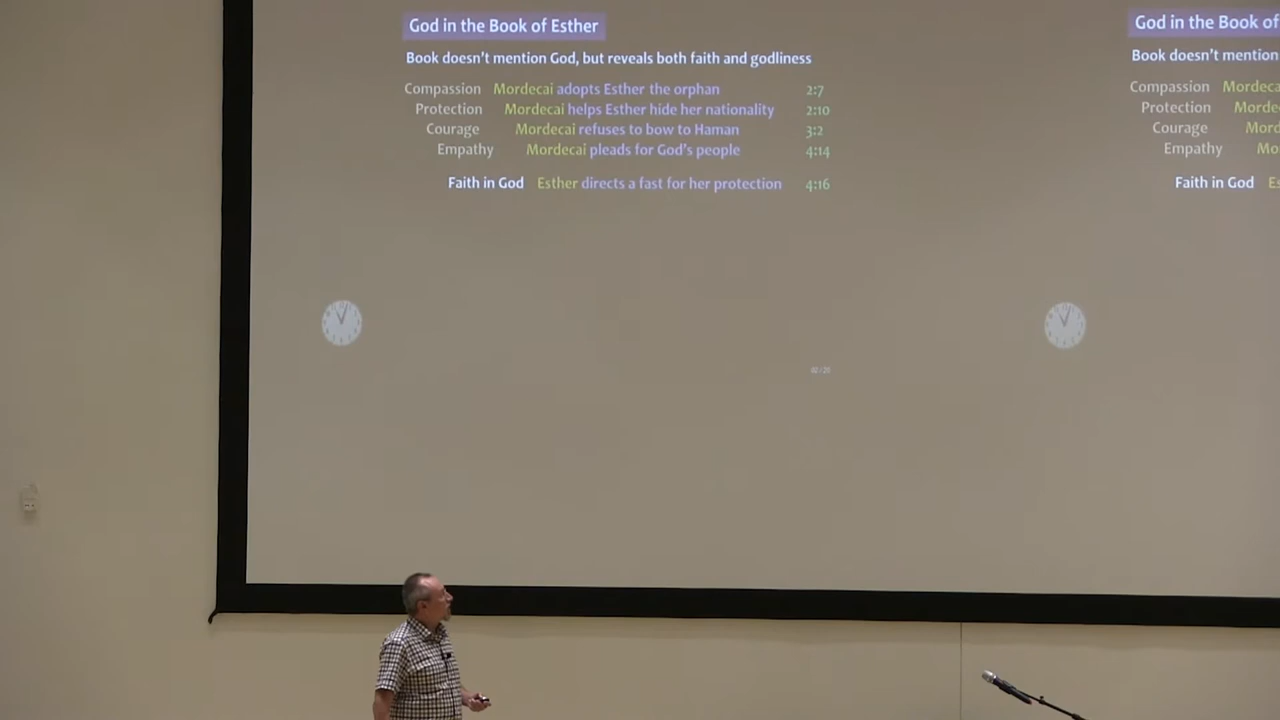 God in the Book of Esther
Book doesn't mention God, but reveals both faith and godliness
Compassion Mordecai adopts Esther the orphan 2:7
Protection Mordecai helps Esther hide her nationality 2:10
Courage Mordecai refuses to bow to Haman 3:2
Empathy Mordecai pleads for God's people 4:14
Faith in God Esther directs a fast for her protection 4:16
God in the Book of
Book doesn't mention
Compassion Mordeca
Protection Morde
Courage Mord
Empathy Mo
Faith in God Es